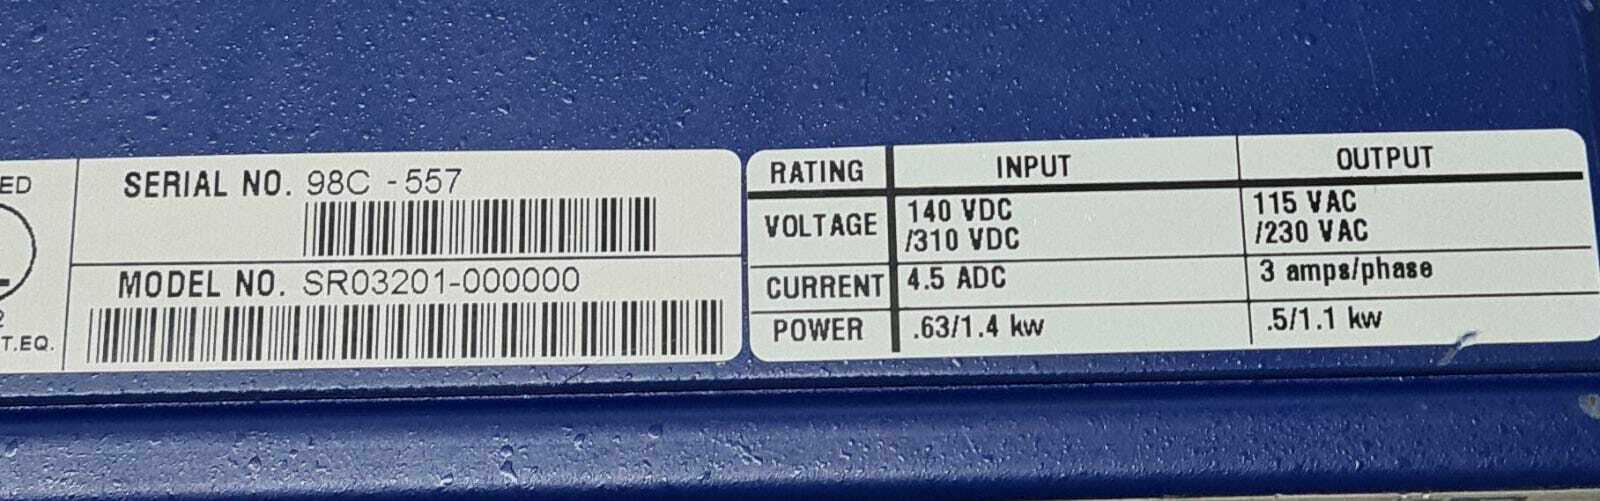 ED
SERIAL NO. 98C - 557
MODEL NO. SR03201-000000
T.EQ.
RATING INPUT OUTPUT
VOLTAGE 140 VDC /310 VDC 115 VAC /230 VAC
CURRENT 4.5 ADC 3 amps/phase
POWER .63/1.4 kw .5/1.1 kw